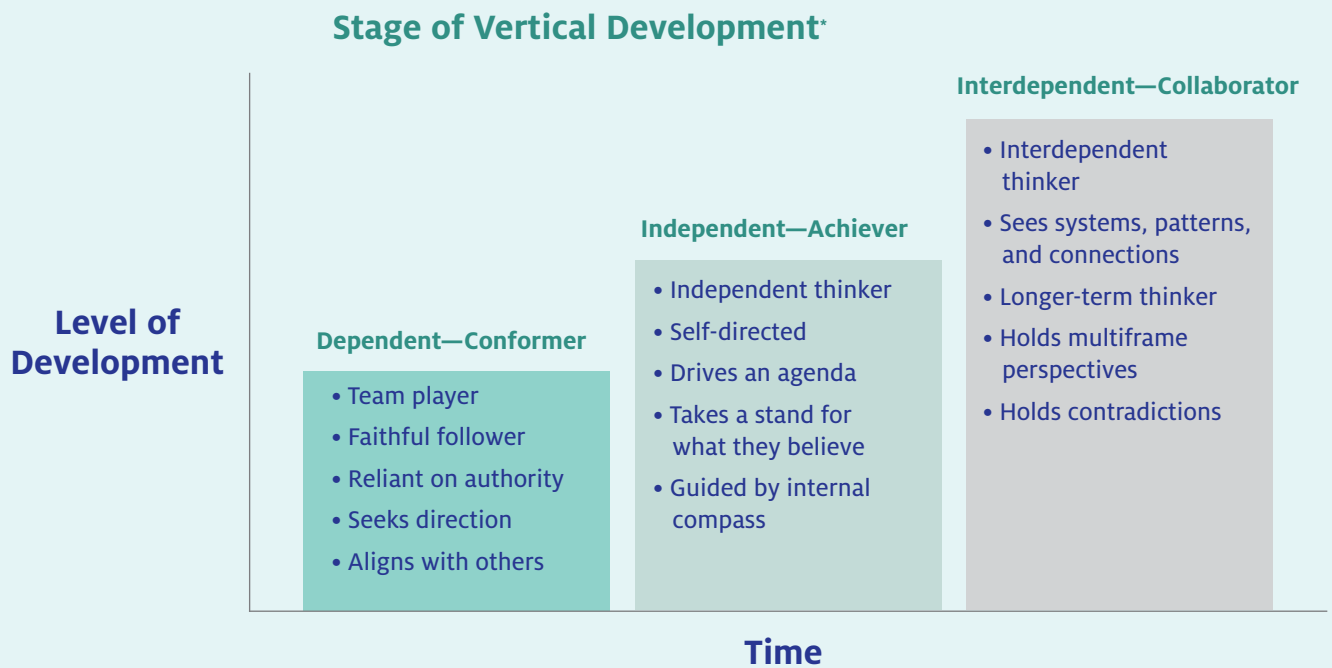 Stage of Vertical Development*
Interdependent—Collaborator
• Interdependent
thinker
• Sees systems, patterns,
and connections
• Longer-term thinker
• Holds multiframe
perspectives
• Holds contradictions
Independent—Achiever
• Independent thinker
• Self-directed
• Drives an agenda
• Takes a stand for
what they believe
• Guided by internal
compass
Level of
Development
Dependent—Conformer
• Team player
• Faithful follower
• Reliant on authority
• Seeks direction
• Aligns with others
Time